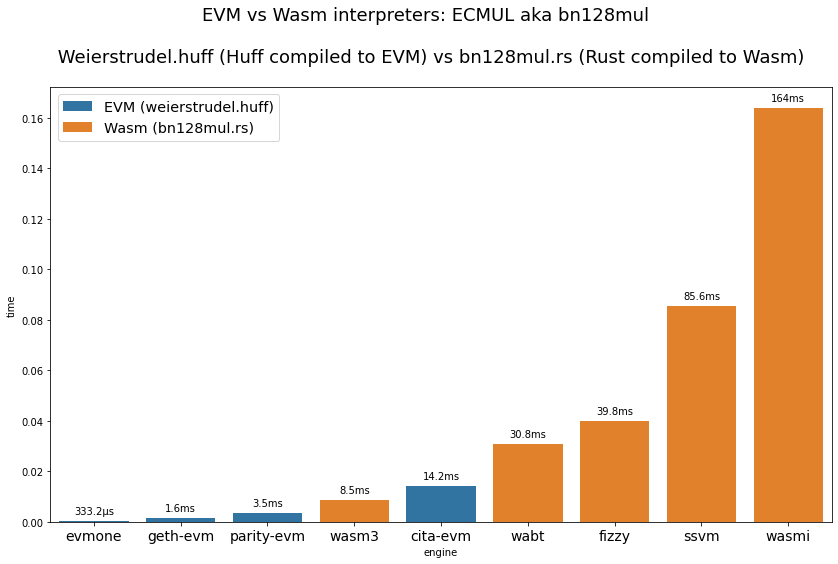 EVM vs Wasm interpreters: ECMUL aka bn128mul
Weierstrudel.huff (Huff compiled to EVM) vs bn128mul.rs (Rust compiled to Wasm)
EVM (weierstrudel.huff)
Wasm (bn128mul.rs)
time
0.16
0.14
0.12
0.10
0.08
0.06
0.04
0.02
0.00
333.2μs
1.6ms
3.5ms
8.5ms
14.2ms
30.8ms
39.8ms
85.6ms
164ms
evmone
geth-evm
parity-evm
wasm3
cita-evm
wabt
fizzy
ssvm
wasmi
engine